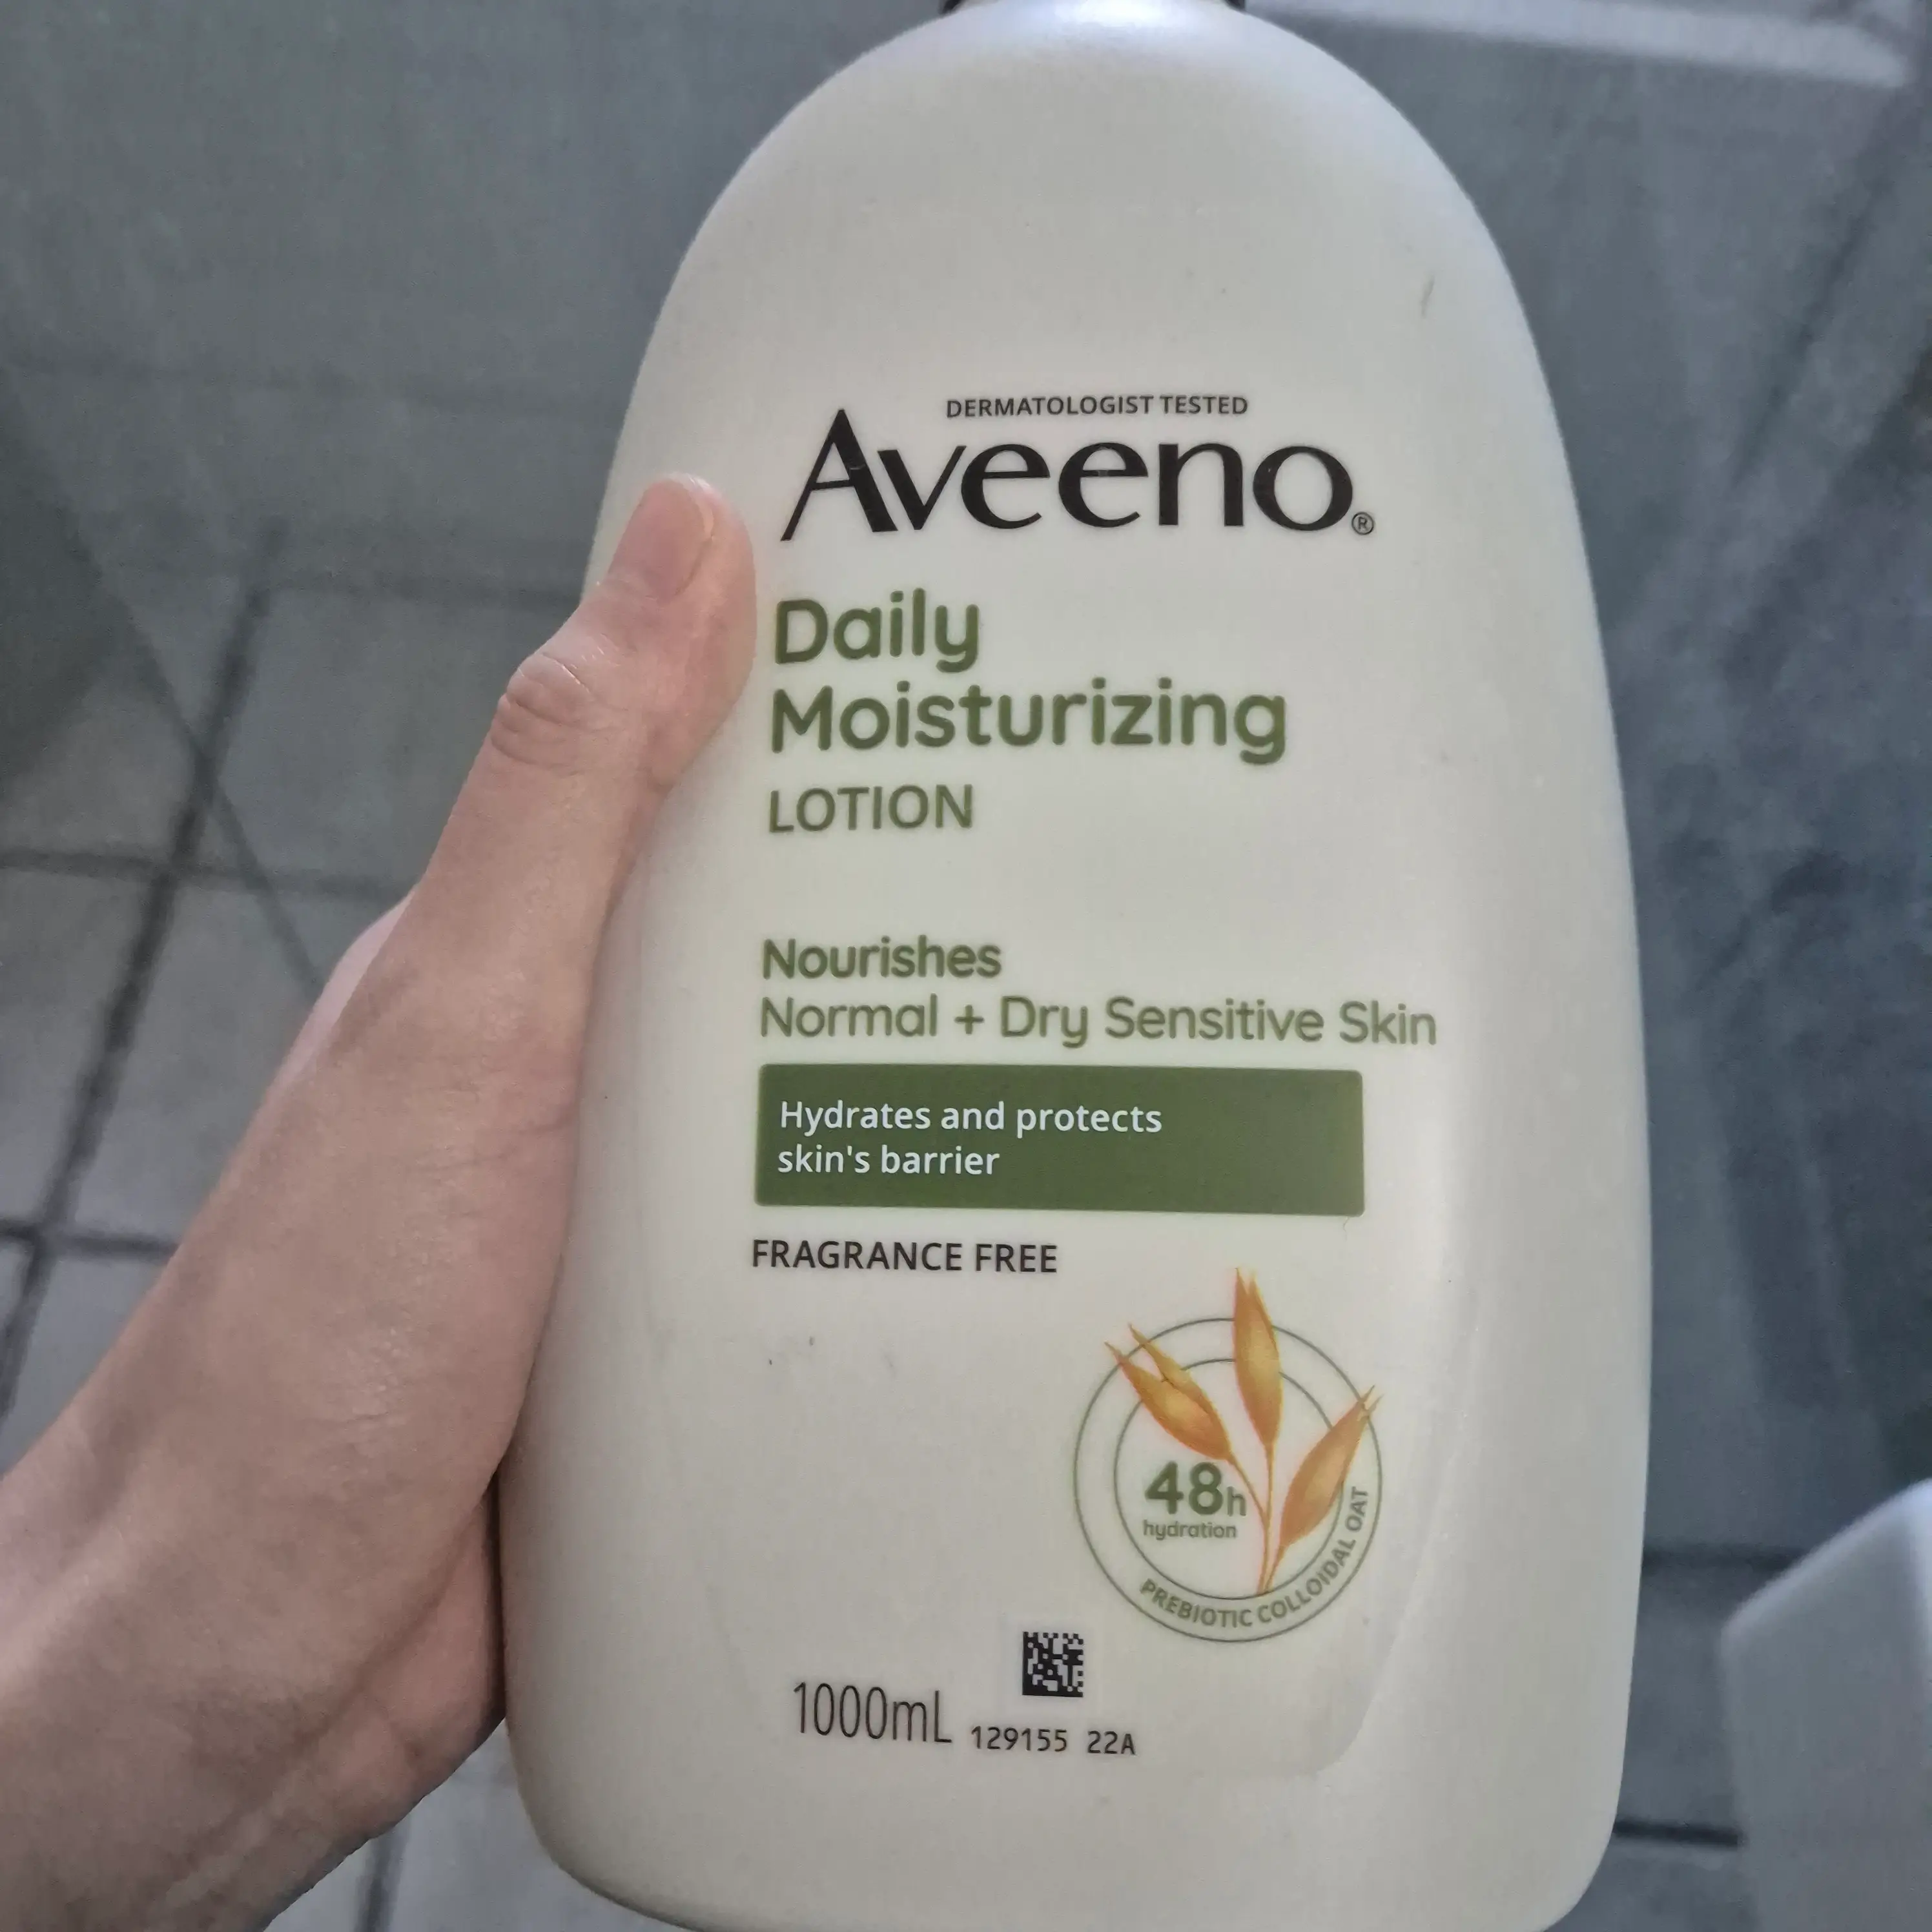 DERMATOLOGIST TESTED
Aveeno®
Daily
Moisturizing
LOTION
Nourishes
Normal + Dry Sensitive Skin
Hydrates and protects
skin's barrier
FRAGRANCE FREE
48h
hydration
PREBIOTIC COLLOIDAL OAT
1000mL
129155 22A